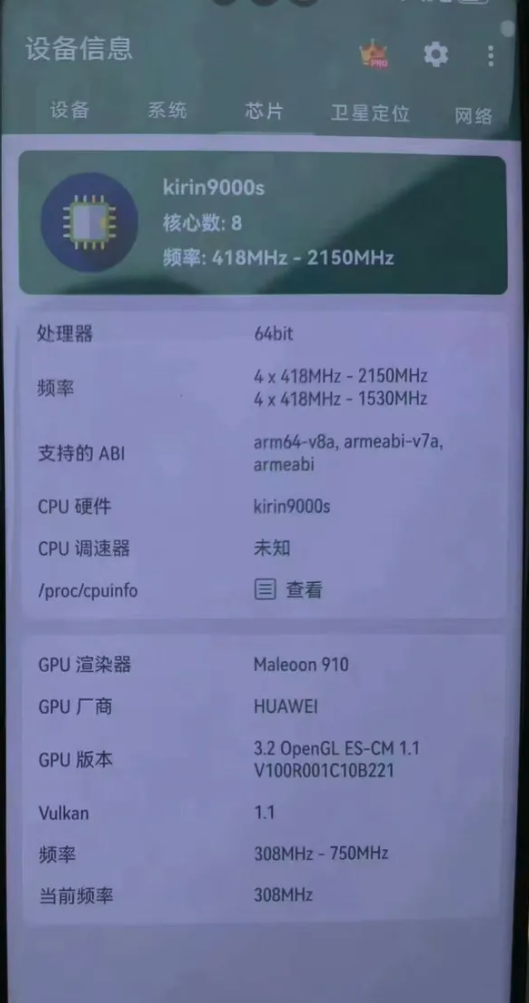 设备信息
PRO
设备 系统 芯片 卫星定位 网络
kirin9000s
核心数: 8
频率: 418MHz - 2150MHz
处理器 64bit
频率 4 x 418MHz - 2150MHz
4 x 418MHz - 1530MHz
支持的 ABI arm64-v8a, armeabi-v7a,
armeabi
CPU 硬件 kirin9000s
CPU 调速器 未知
/proc/cpuinfo 查看
GPU 渲染器 Maleoon 910
GPU 厂商 HUAWEI
GPU 版本 3.2 OpenGL ES-CM 1.1
V100R001C10B221
Vulkan 1.1
频率 308MHz - 750MHz
当前频率 308MHz